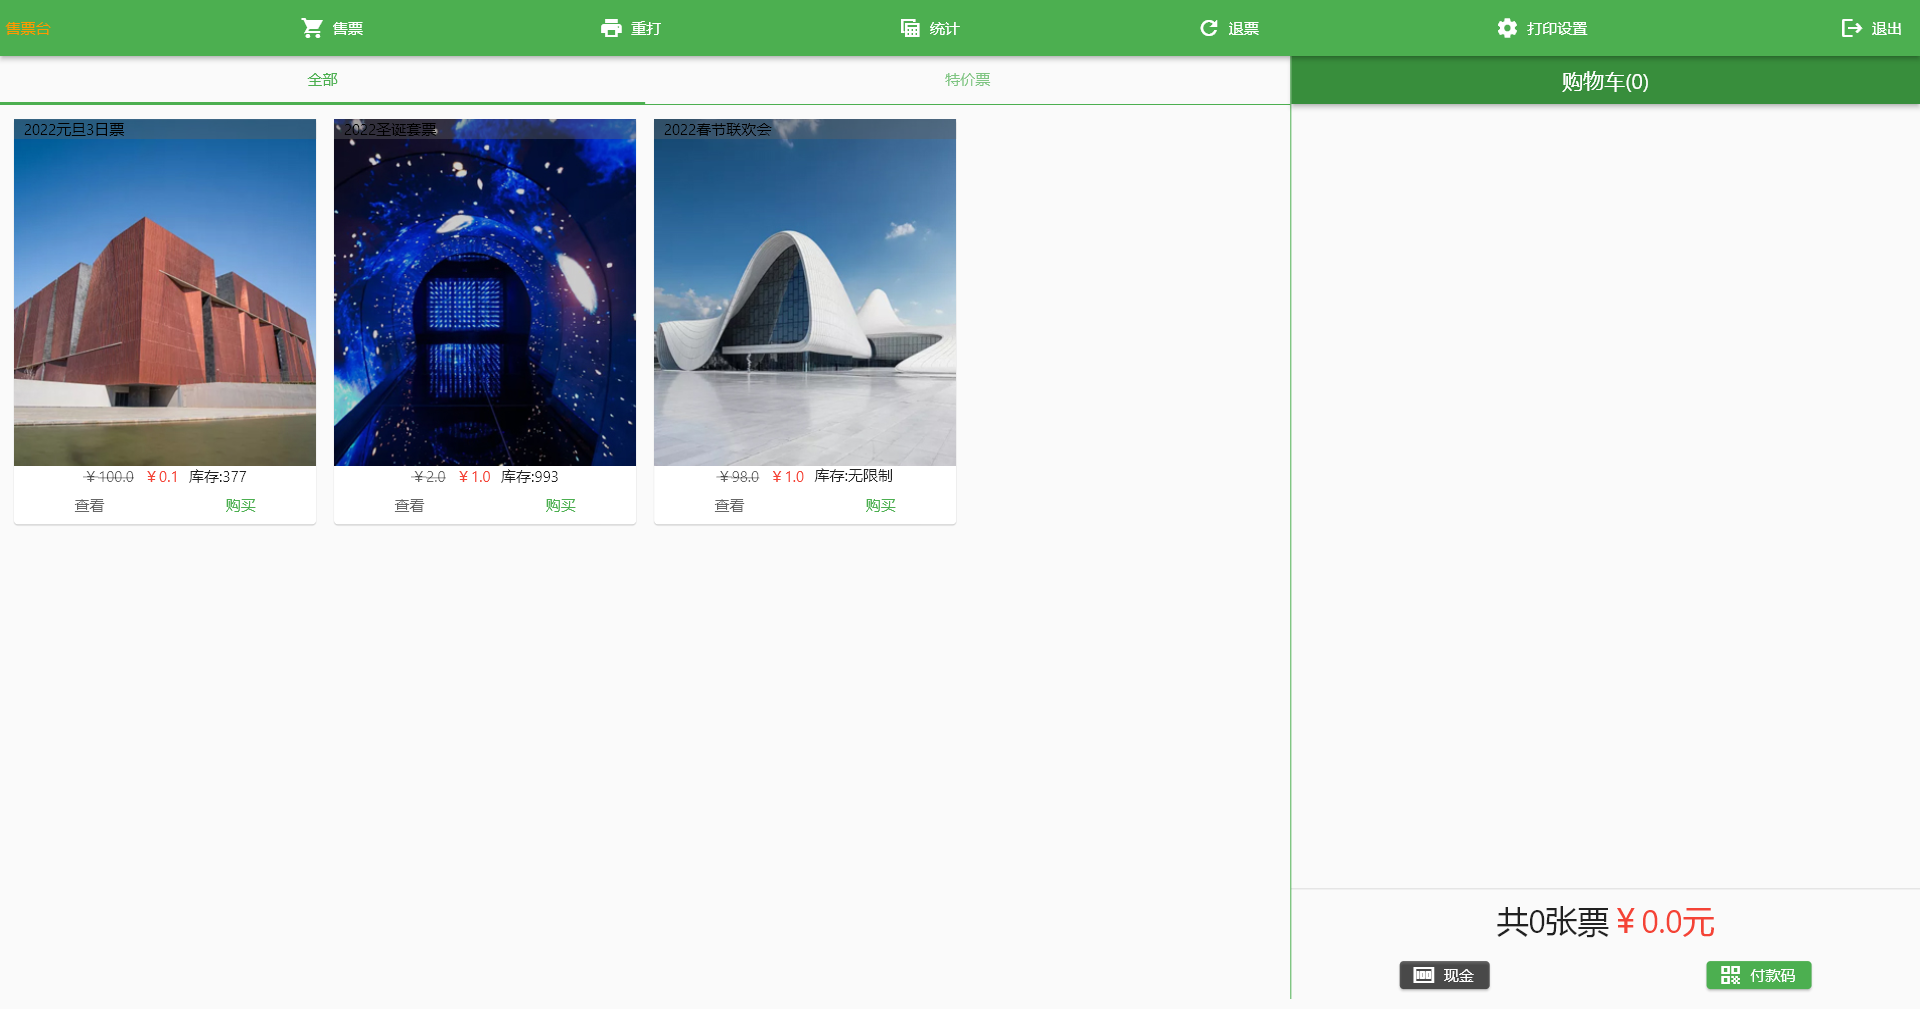 售票台
售票
重打
统计
退票
打印设置
退出
全部
特价票
购物车(0)
2022元旦3日票
2022圣诞套票
2022春节联欢会
￥100.0 ￥0.1 库存:377
￥2.0 ￥1.0 库存:993
￥98.0 ￥1.0 库存:无限制
查看 购买
查看 购买
查看 购买
共0张票￥0.0元
现金
付款码